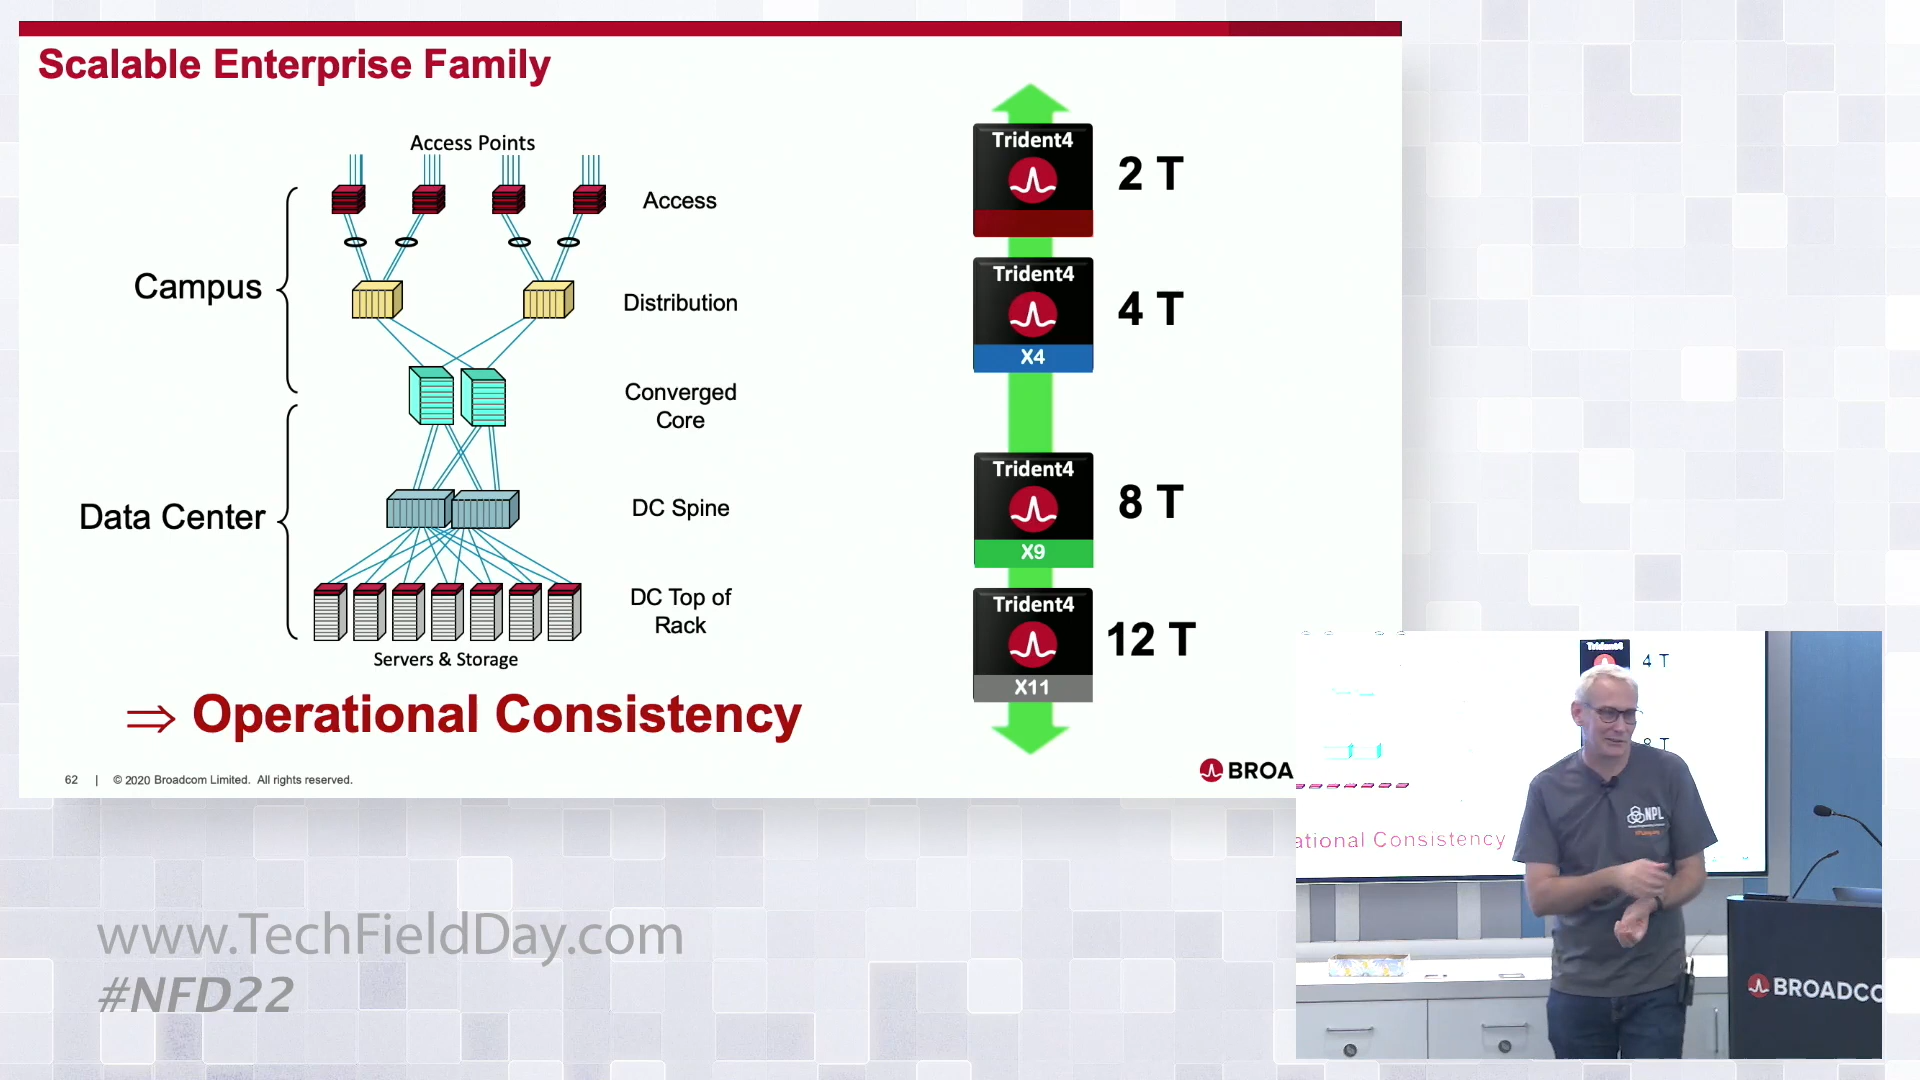 Scalable Enterprise Family
Access Points
Access
Campus
Distribution
Converged
Core
Data Center
DC Spine
DC Top of
Rack
Servers & Storage
⇒ Operational Consistency
Trident4
2 T
Trident4
X4
4 T
Trident4
X9
8 T
Trident4
X11
12 T
62 | © 2020 Broadcom Limited. All rights reserved.
BROA
Trident4
4 T
8 T
ational Consistency
NPL
BROADCO
www.TechFieldDay.com
#NFD22